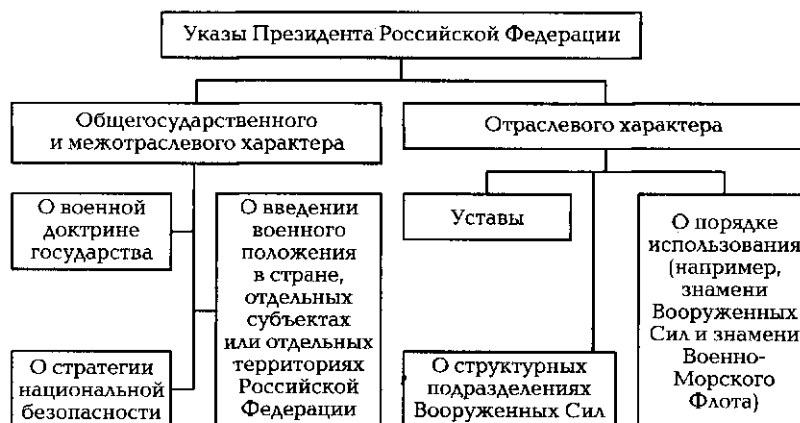 Указы Президента Российской Федерации
Общегосударственного
и межотраслевого характера
Отраслевого характера
О военной
доктрине
государства
О введении
военного
положения
в стране,
отдельных
субъектах
или отдельных
территориях
Российской
Федерации
О стратегии
национальной
безопасности
Уставы
О структурных
подразделениях
Вооруженных Сил
О порядке
использования
(например,
знамени
Вооруженных
Сил и знамени
Военно-
Морского
Флота)